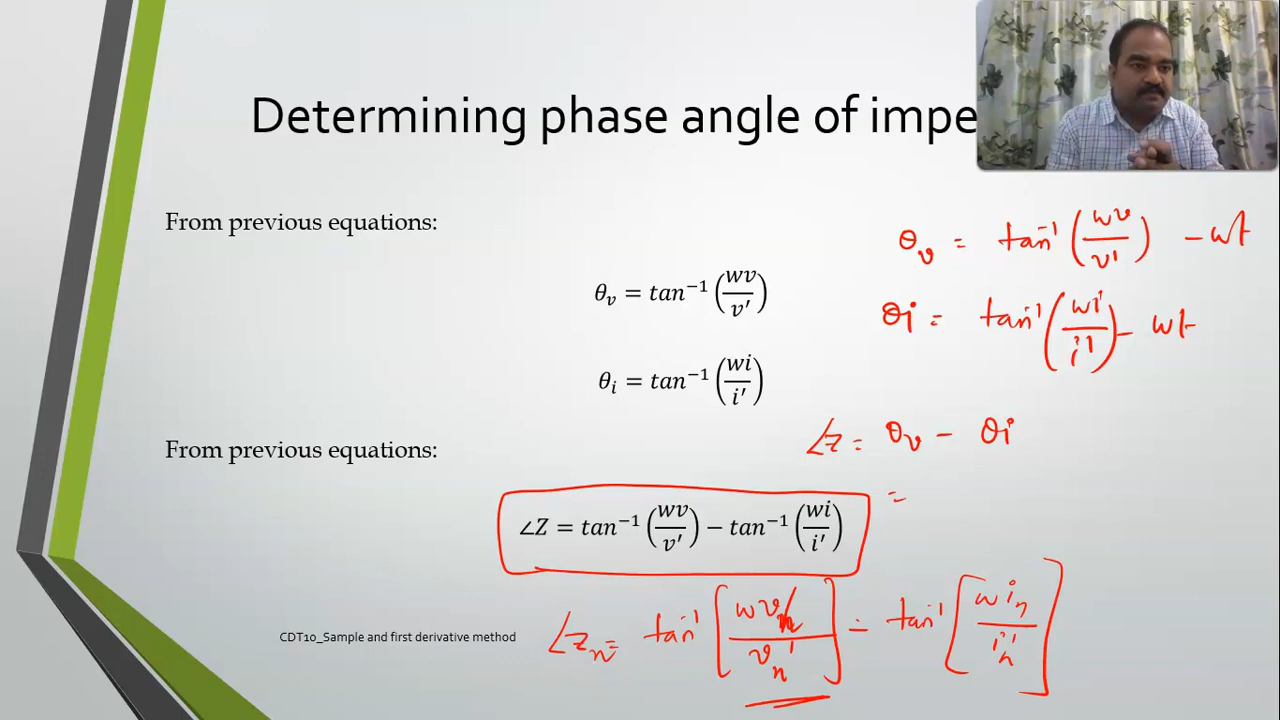 Determining phase angle of impe
From previous equations:
θv = tan⁻¹ (wv/v′)
θi = tan⁻¹ (wi/i′)
From previous equations:
∠Z = tan⁻¹ (wv/v′) − tan⁻¹ (wi/i′)
CDT10_Sample and first derivative method
θv = tan⁻¹ (wv/v′) − wt
θi = tan⁻¹ (wi/i′) − wt
∠z = θv − θi
=
∠zn = tan⁻¹ [wvn/vn′] − tan⁻¹ [win/in′]